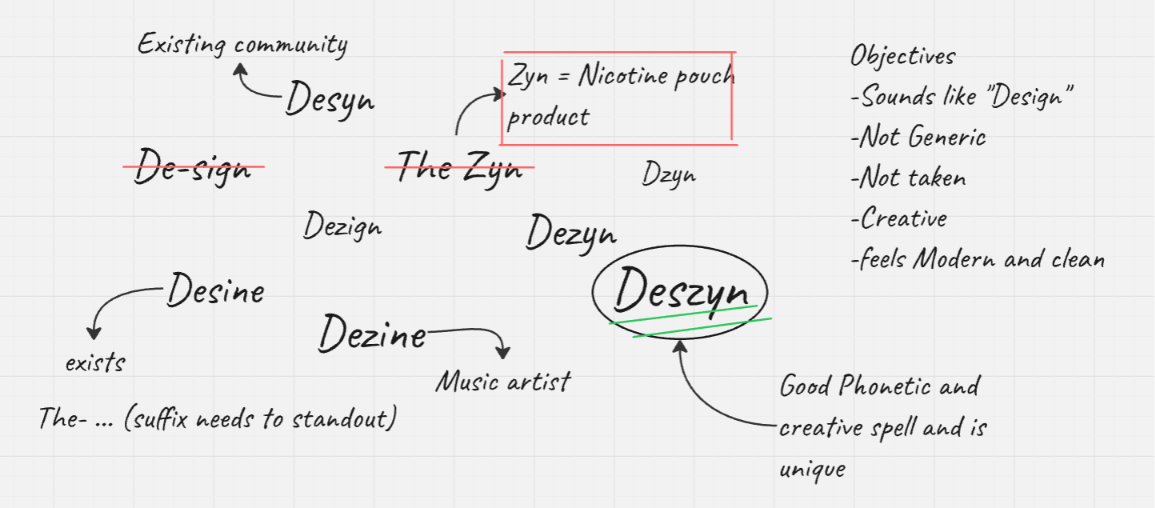 Existing community
Desyn
Zyn = Nicotine pouch
product
De-sign
The Zyn
Dzyn
Dezign
Dezyn
Desine
Deszyn
exists
Dezine
Music artist
The- ... (suffix needs to standout)
Good Phonetic and
creative spell and is
unique
Objectives
-Sounds like "Design"
-Not Generic
-Not taken
-Creative
-feels Modern and clean